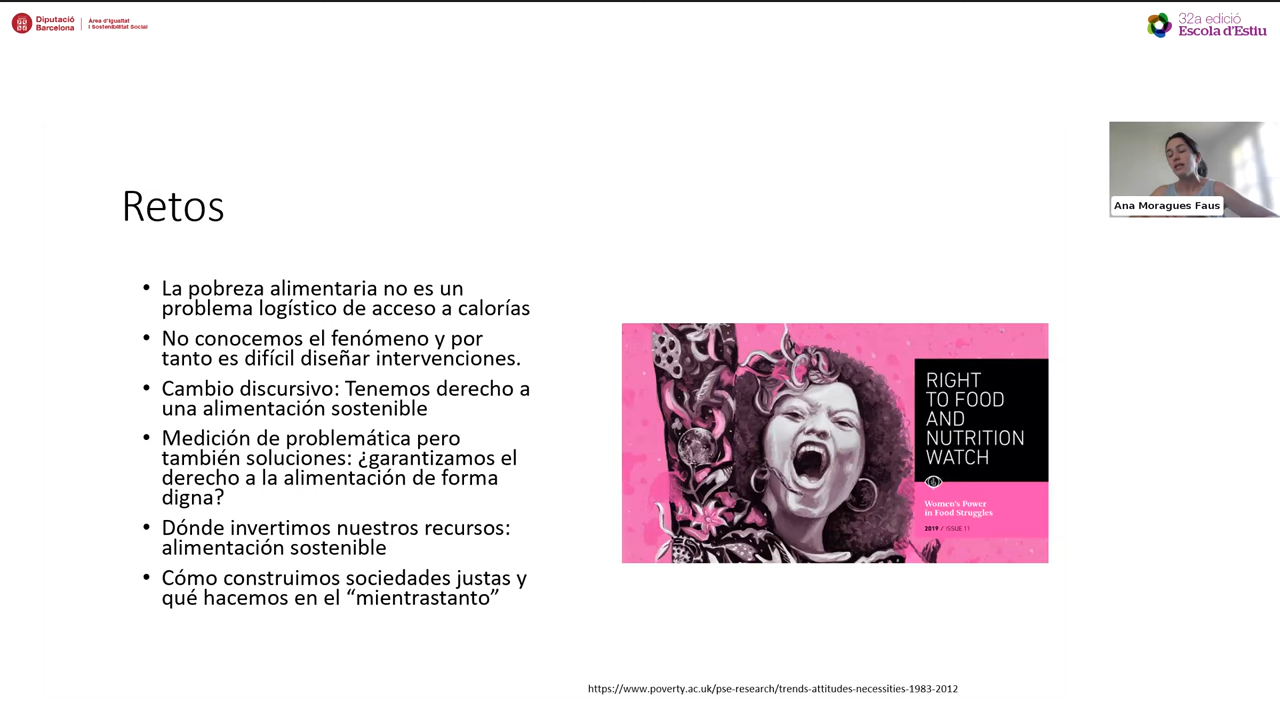 Diputació
Barcelona
Àrea d'Igualtat
i Sostenibilitat Social
32a edició
Escola d'Estiu
Ana Moragues Faus
Retos
• La pobreza alimentaria no es un
problema logístico de acceso a calorías
• No conocemos el fenómeno y por
tanto es difícil diseñar intervenciones.
• Cambio discursivo: Tenemos derecho a
una alimentación sostenible
• Medición de problemática pero
también soluciones: ¿garantizamos el
derecho a la alimentación de forma
digna?
• Dónde invertimos nuestros recursos:
alimentación sostenible
• Cómo construimos sociedades justas y
qué hacemos en el “mientrastanto”
RIGHT
TO FOOD
AND
NUTRITION
WATCH
Women's Power
in Food Struggles
2019 / ISSUE 11
https://www.poverty.ac.uk/pse-research/trends-attitudes-necessities-1983-2012